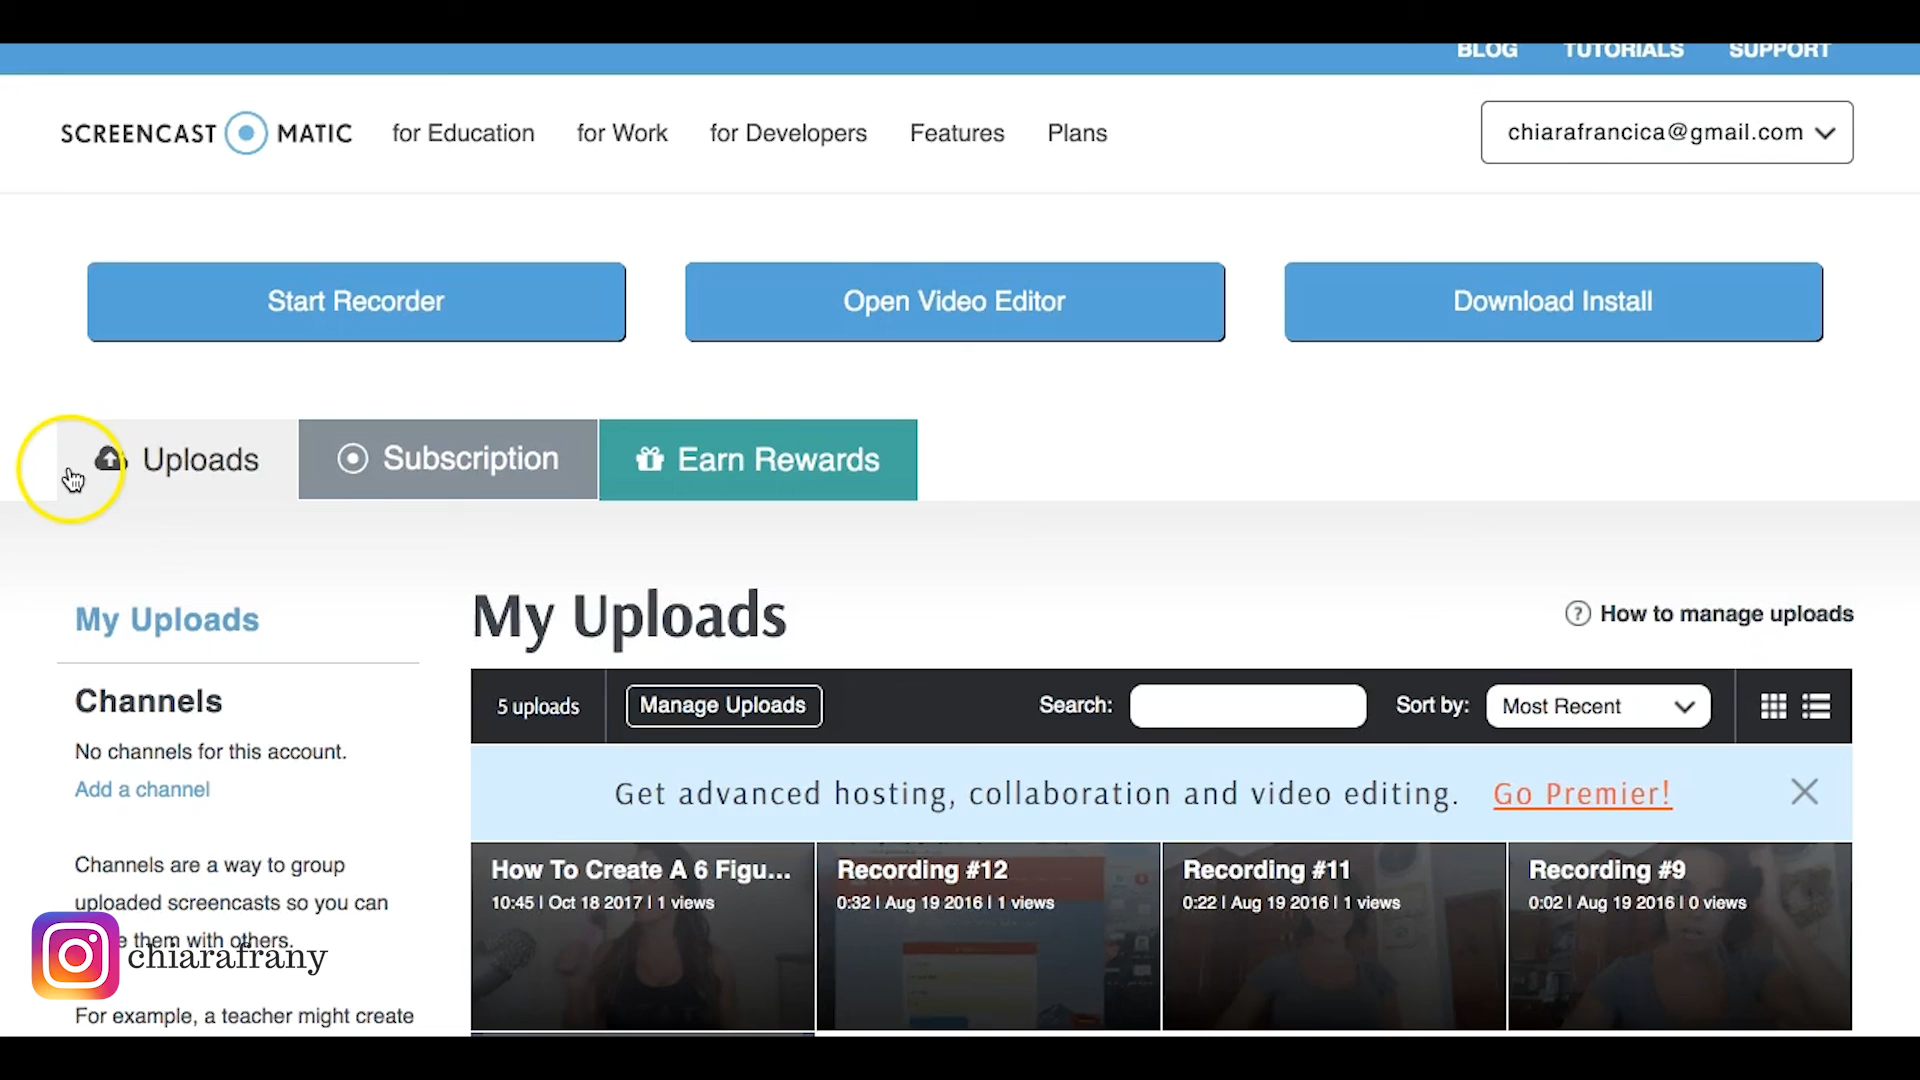 BLOG TUTORIALS SUPPORT
SCREENCAST MATIC for Education for Work for Developers Features Plans chiarafrancica@gmail.com
Start Recorder Open Video Editor Download Install
Uploads Subscription Earn Rewards
My Uploads
My Uploads
? How to manage uploads
Channels
5 uploads Manage Uploads Search: Sort by: Most Recent
No channels for this account.
Add a channel
Get advanced hosting, collaboration and video editing. Go Premier!
Channels are a way to group
uploaded screencasts so you can
them with others.
For example, a teacher might create
How To Create A 6 Figu...
10:45 | Oct 18 2017 | 1 views
Recording #12
0:32 | Aug 19 2016 | 1 views
Recording #11
0:22 | Aug 19 2016 | 1 views
Recording #9
0:02 | Aug 19 2016 | 0 views
chiarafrany